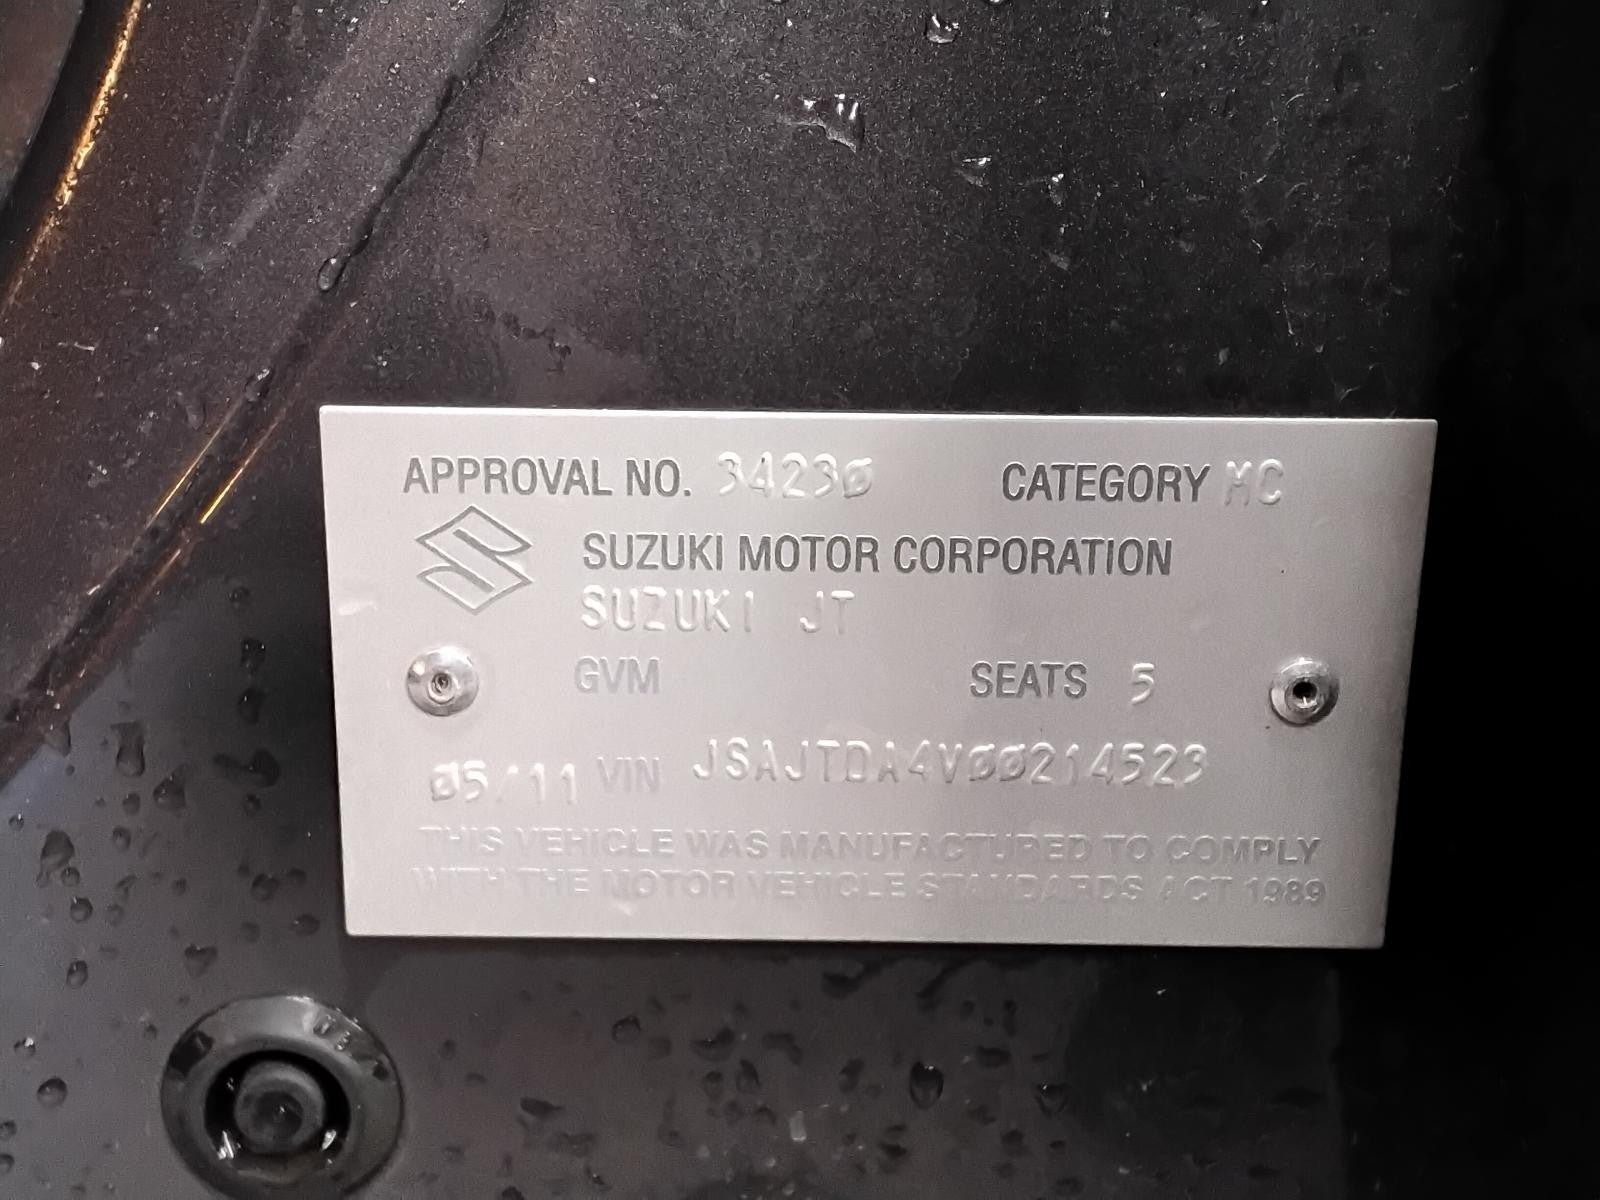 APPROVAL NO. 34230 CATEGORY MC
SUZUKI MOTOR CORPORATION
SUZUKI JT
GVM SEATS 5
05/11 VIN JSAJTDA4V00214523
THIS VEHICLE WAS MANUFACTURED TO COMPLY
WITH THE MOTOR VEHICLE STANDARDS ACT 1989